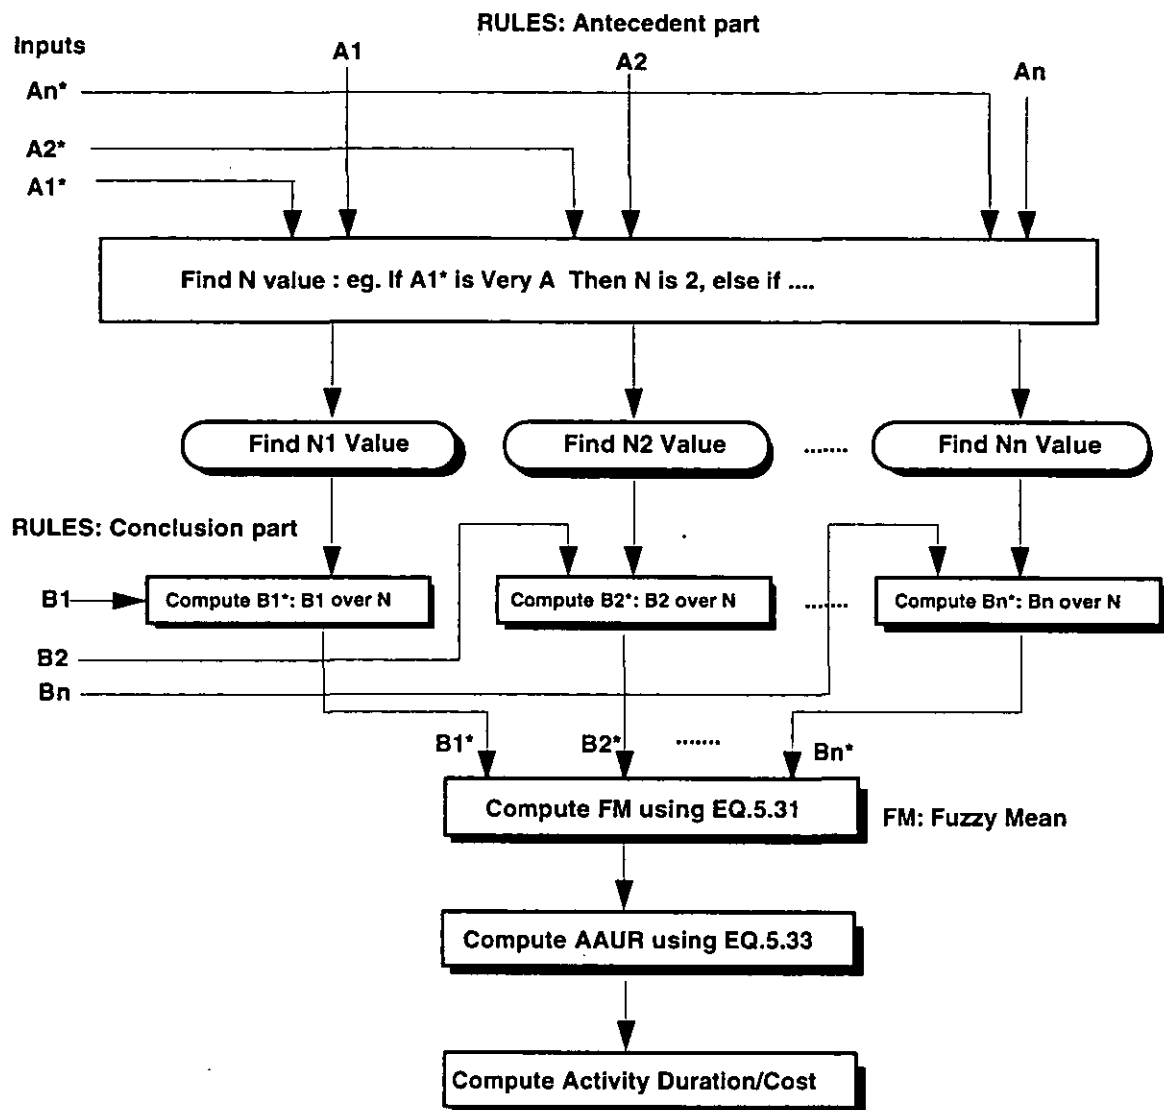 RULES: Antecedent part
Inputs
A1
A2
An
An*
A2*
A1*
Find N value : eg. If A1* is Very A Then N is 2, else if ....
Find N1 Value
Find N2 Value
.......
Find Nn Value
RULES: Conclusion part
B1
Compute B1*: B1 over N
Compute B2*: B2 over N
.......
Compute Bn*: Bn over N
B2
Bn
B1*
B2*
.......
Bn*
Compute FM using EQ.5.31
FM: Fuzzy Mean
Compute AAUR using EQ.5.33
Compute Activity Duration/Cost